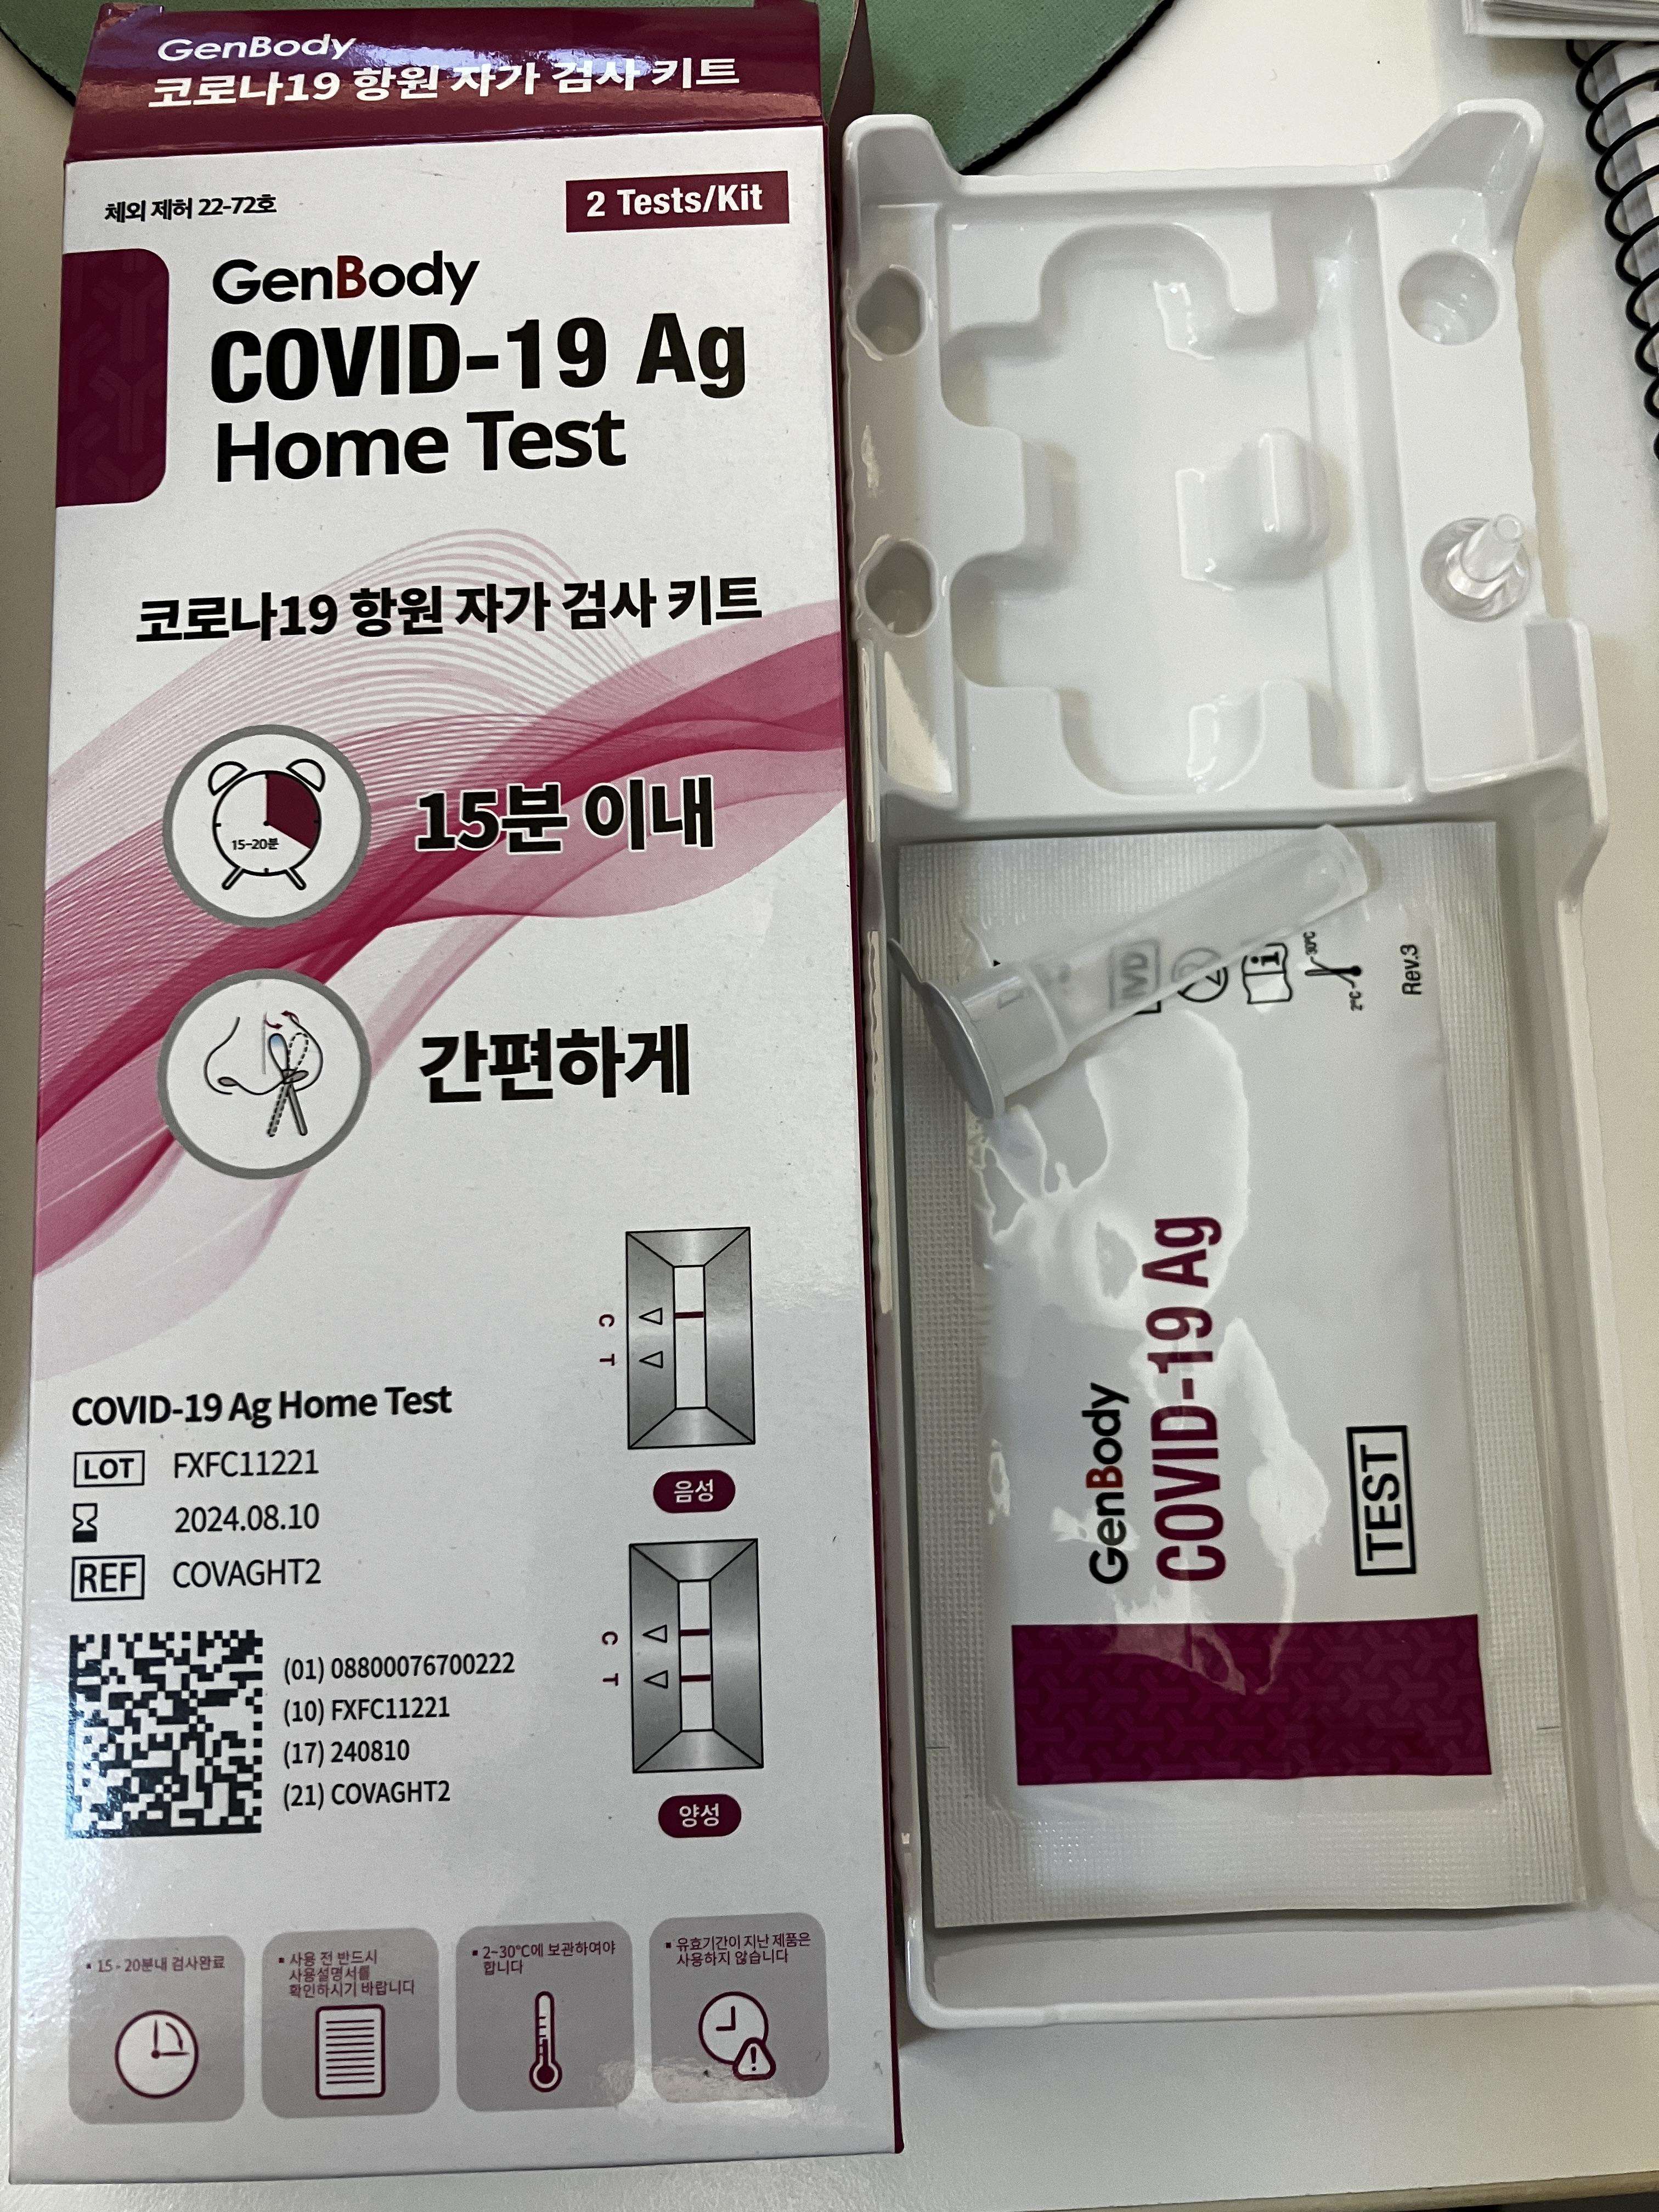 GenBody
코로나19 항원 자가 검사 키트
체외 제허 22-72호
2 Tests/Kit
GenBody
COVID-19 Ag
Home Test
코로나19 항원 자가 검사 키트
15-20분
15분 이내
간편하게
C
T
음성
COVID-19 Ag Home Test
LOT FXFC11221
2024.08.10
REF COVAGHT2
C
T
양성
(01) 08800076700222
(10) FXFC11221
(17) 240810
(21) COVAGHT2
▪ 15 - 20분내 검사완료
▪ 사용 전 반드시
사용설명서를
확인하시기 바랍니다
▪ 2~30℃에 보관하여야
합니다
▪ 유효기간이 지난 제품은
사용하지 않습니다
IVD
2
i
2℃
30℃
Rev.3
GenBody
COVID-19 Ag
TEST